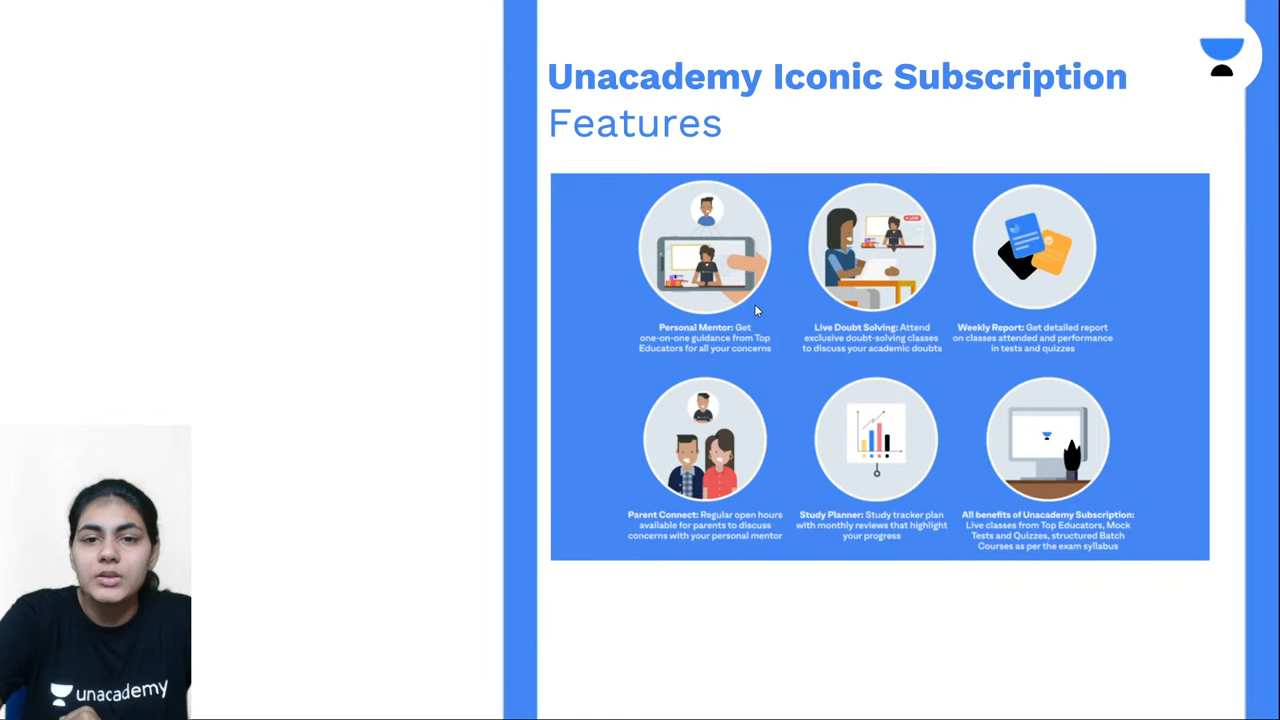 Unacademy Iconic Subscription
Features
Personal Mentor: Get
one-on-one guidance from Top
Educators for all your concerns
Live Doubt Solving: Attend
exclusive doubt-solving classes
to discuss your academic doubts
Weekly Report: Get detailed report
on classes attended and performance
in tests and quizzes
Parent Connect: Regular open hours
available for parents to discuss
concerns with your personal mentor
Study Planner: Study tracker plan
with monthly reviews that highlight
your progress
All benefits of Unacademy Subscription:
Live classes from Top Educators, Mock
Tests and Quizzes, structured Batch
Courses as per the exam syllabus
unacademy